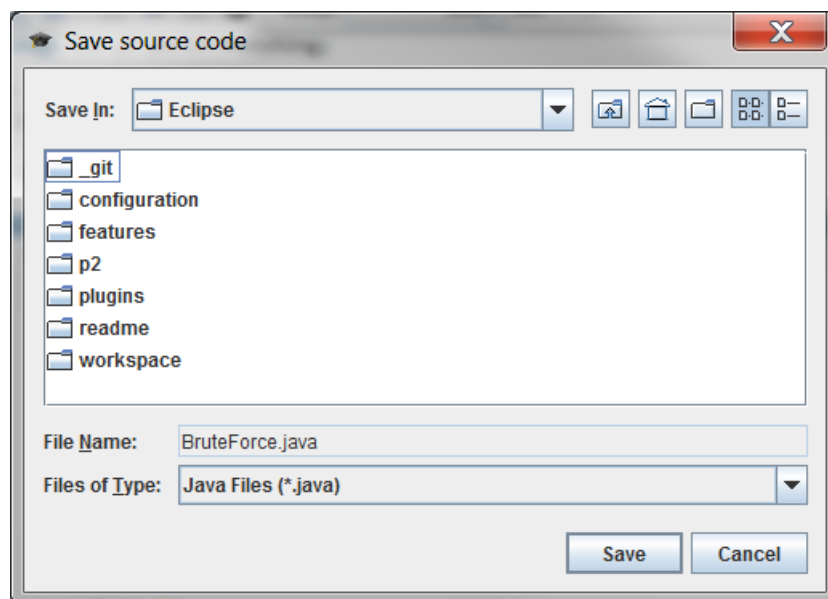 Save source code
Save In: Eclipse
_git
configuration
features
p2
plugins
readme
workspace
File Name: BruteForce.java
Files of Type: Java Files (*.java)
Save Cancel